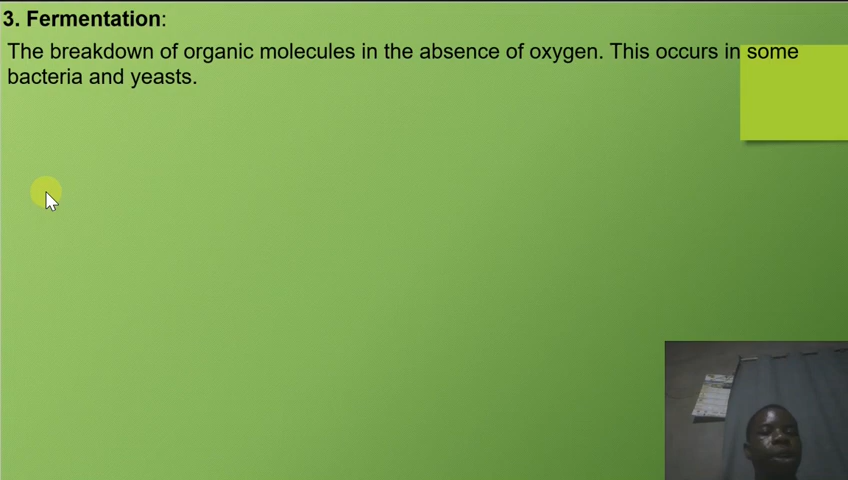 3. Fermentation:
The breakdown of organic molecules in the absence of oxygen. This occurs in some
bacteria and yeasts.